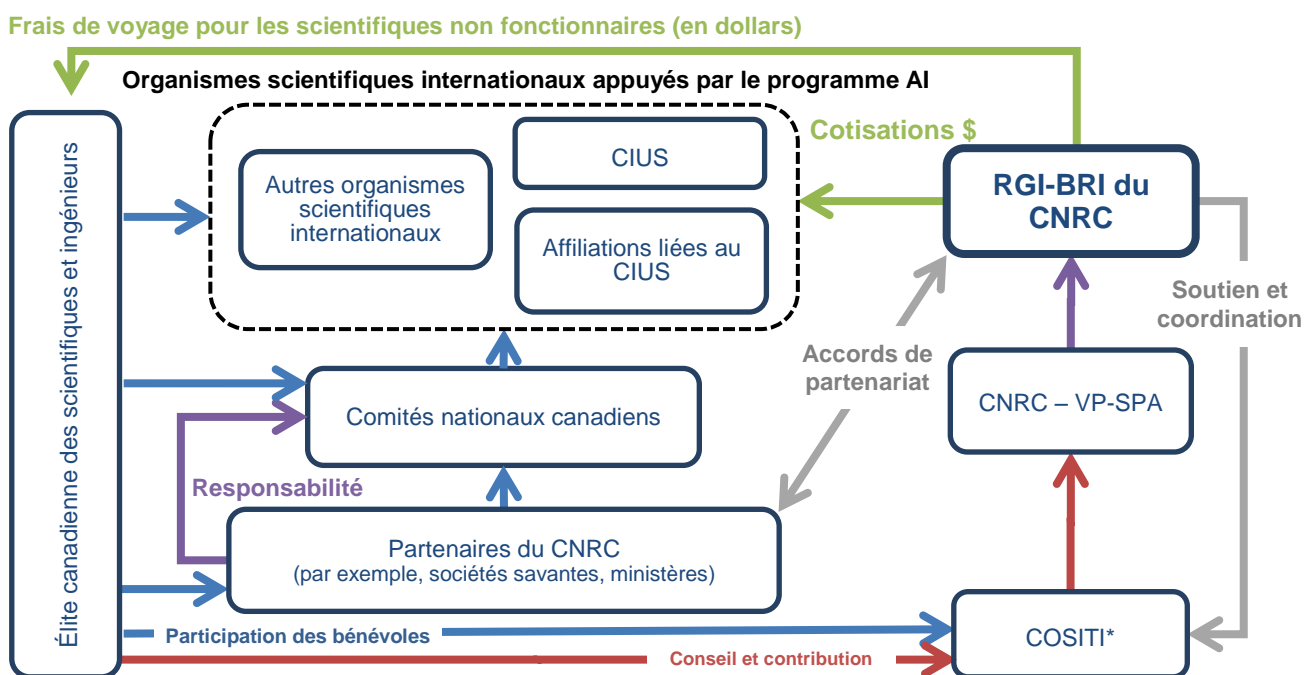 Frais de voyage pour les scientifiques non fonctionnaires (en dollars)
Organismes scientifiques internationaux appuyés par le programme AI
Élite canadienne des scientifiques et ingénieurs
Autres organismes
scientifiques
internationaux
CIUS
Affiliations liées au
CIUS
Cotisations $
RGI-BRI du
CNRC
Soutien et
coordination
Accords de
partenariat
Comités nationaux canadiens
CNRC – VP-SPA
Responsabilité
Partenaires du CNRC
(par exemple, sociétés savantes, ministères)
Participation des bénévoles
Conseil et contribution
COSITI*